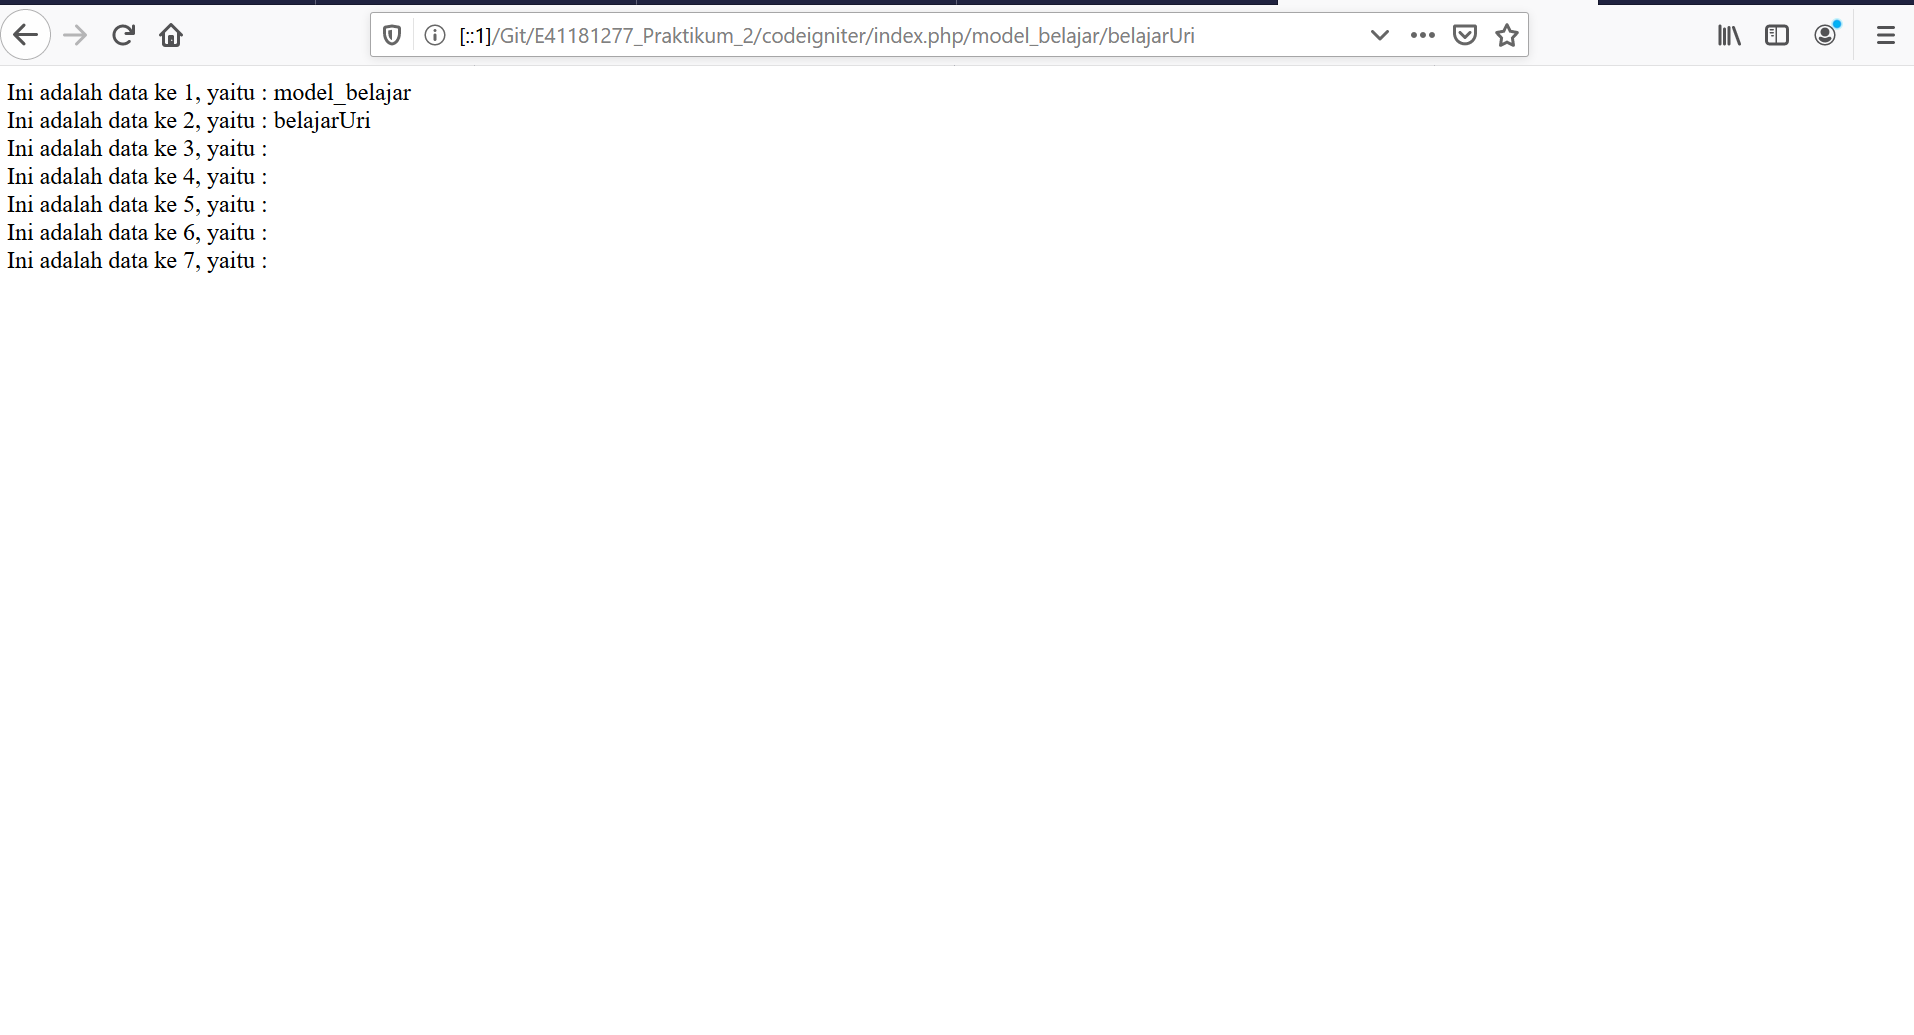 [::1]/Git/E41181277_Praktikum_2/codeigniter/index.php/model_belajar/belajarUri
Ini adalah data ke 1, yaitu : model_belajar
Ini adalah data ke 2, yaitu : belajarUri
Ini adalah data ke 3, yaitu :
Ini adalah data ke 4, yaitu :
Ini adalah data ke 5, yaitu :
Ini adalah data ke 6, yaitu :
Ini adalah data ke 7, yaitu :